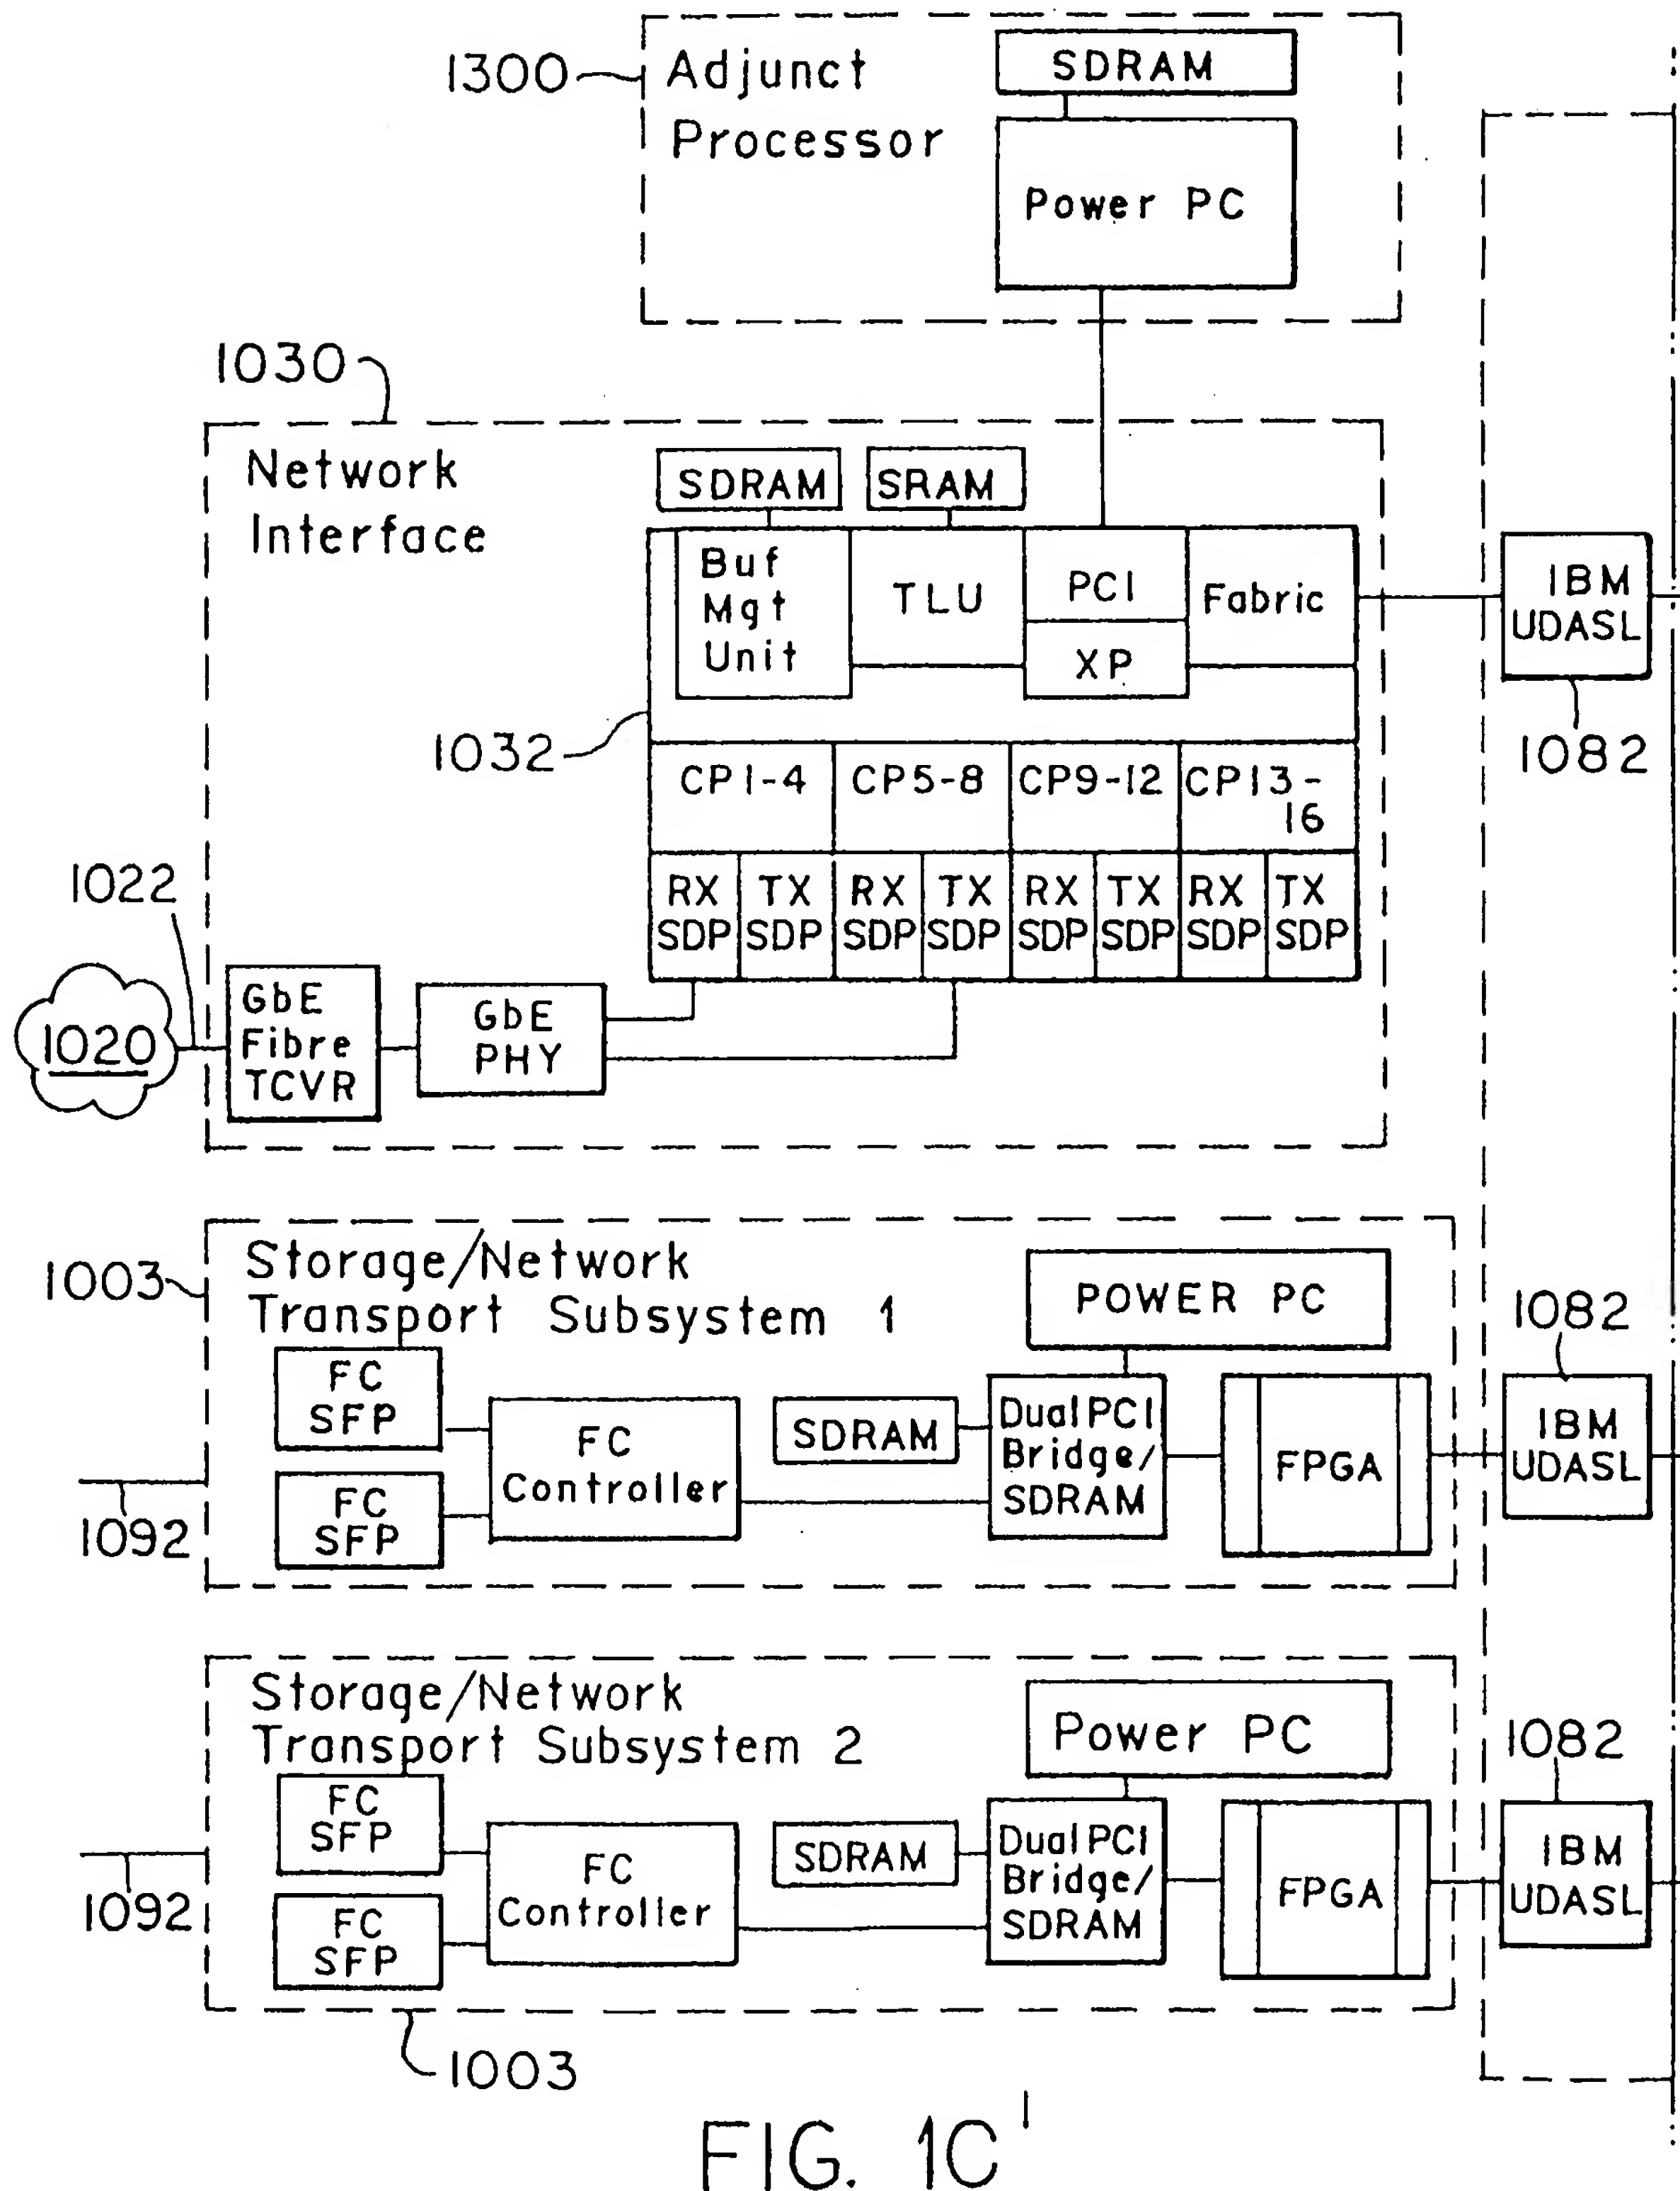 1300
Adjunct
Processor
SDRAM
Power PC
1030
Network
Interface
SDRAM
SRAM
Buf
Mgt
Unit
TLU
PCI
XP
Fabric
IBM
UDASL
1082
1032
CP1-4
CP5-8
CP9-12
CP13-
16
RX
SDP
TX
SDP
RX
SDP
TX
SDP
RX
SDP
TX
SDP
RX
SDP
TX
SDP
1022
1020
GbE
Fibre
TCVR
GbE
PHY
1003
Storage/Network
Transport Subsystem 1
POWER PC
1082
FC
SFP
FC
SFP
FC
Controller
SDRAM
Dual PCI
Bridge/
SDRAM
FPGA
IBM
UDASL
1092
Storage/Network
Transport Subsystem 2
Power PC
1082
FC
SFP
FC
SFP
FC
Controller
SDRAM
Dual PCI
Bridge/
SDRAM
FPGA
IBM
UDASL
1092
1003
FIG. 1C'